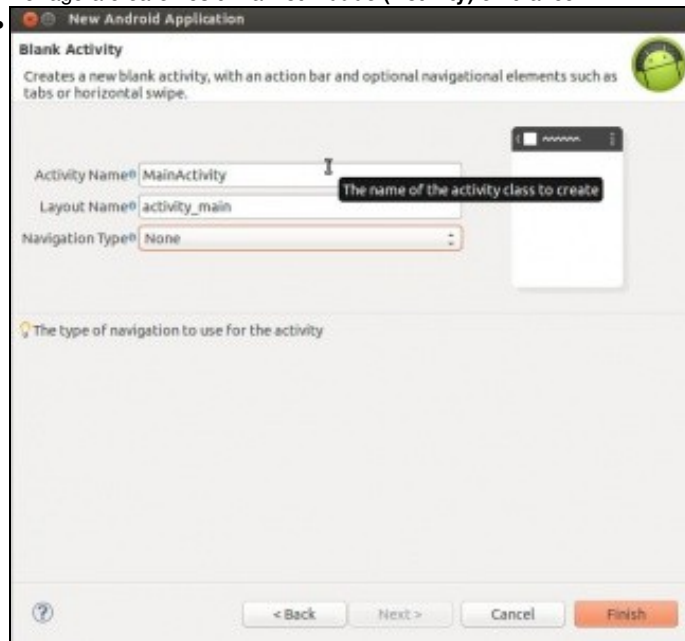 New Android Application
Blank Activity
Creates a new blank activity, with an action bar and optional navigational elements such as
tabs or horizontal swipe.
Activity Name MainActivity
The name of the activity class to create
Layout Name activity_main
Navigation Type None
The type of navigation to use for the activity
? < Back Next > Cancel Finish